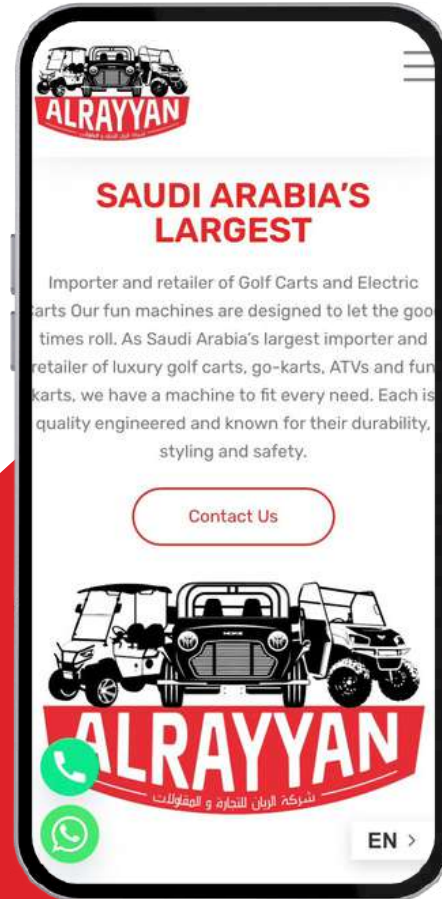 ALRAYYAN
SAUDI ARABIA'S
LARGEST
Importer and retailer of Golf Carts and Electric
arts Our fun machines are designed to let the goo
times roll. As Saudi Arabia's largest importer and
retailer of luxury golf carts, go-karts, ATVs and fun
karts, we have a machine to fit every need. Each is
quality engineered and known for their durability,
styling and safety.
Contact Us
MOKE
ALRAYYAN
شركة الريان للتجارة و المقاولات
EN >